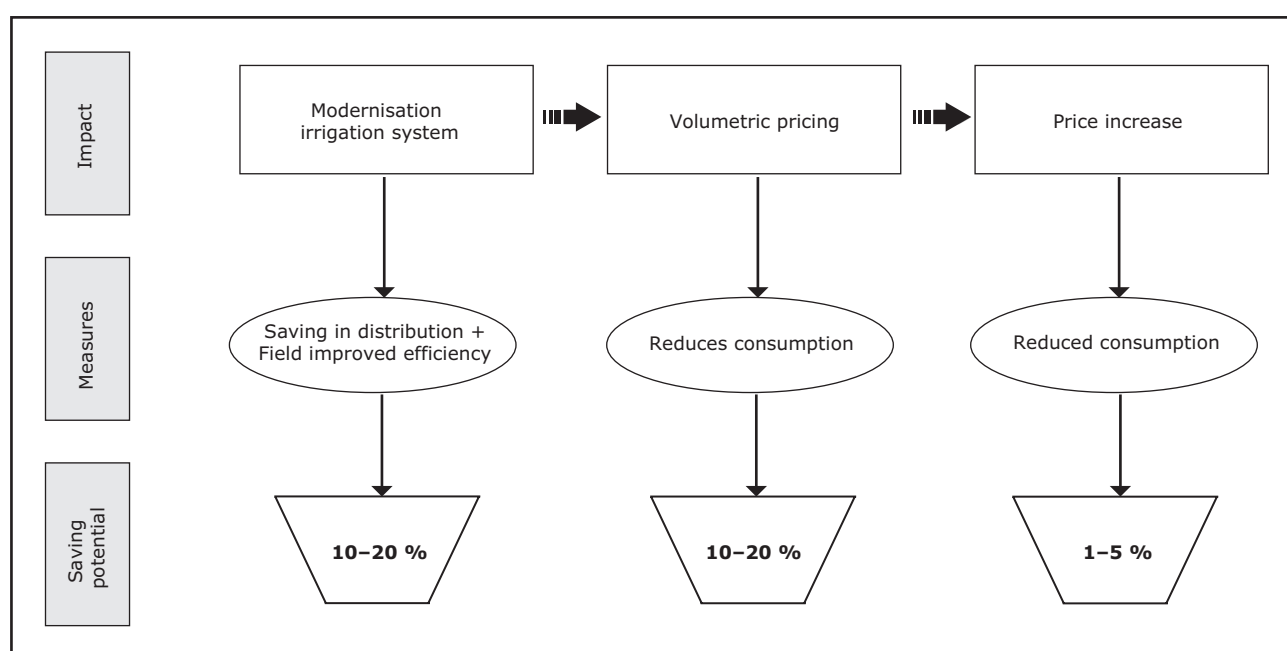 Impact
Modernisation
irrigation system
Volumetric pricing
Price increase
Measures
Saving in distribution +
Field improved efficiency
Reduces consumption
Reduced consumption
Saving
potential
10–20 %
10–20 %
1–5 %